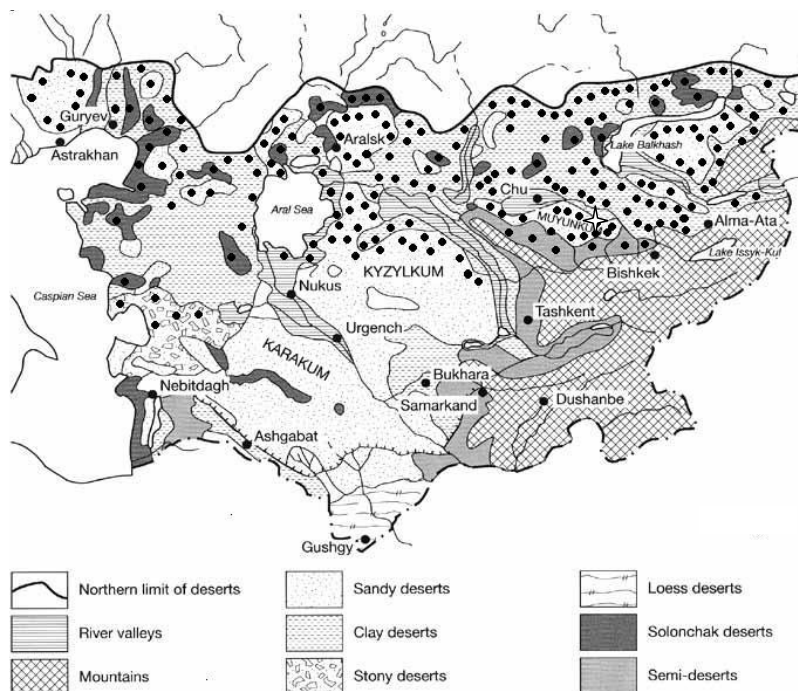 Guryev
Astrakhan
Aralsk
Lake Balkhash
Chu
Aral Sea
MUYUNKUM
Alma-Ata
Lake Issyk-Kul
Bishkek
KYZYLKUM
Caspian Sea
Nukus
Tashkent
Urgench
KARAKUM
Bukhara
Nebitdagh
Samarkand
Dushanbe
Ashgabat
Gushgy
Northern limit of deserts
Sandy deserts
Loess deserts
River valleys
Clay deserts
Solonchak deserts
Mountains
Stony deserts
Semi-deserts